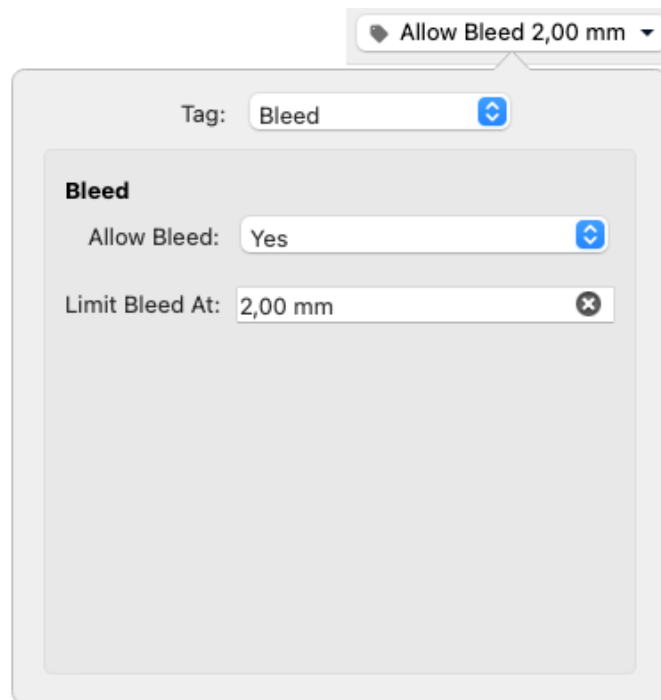 Allow Bleed 2,00 mm
Tag: Bleed
Bleed
Allow Bleed: Yes
Limit Bleed At: 2,00 mm